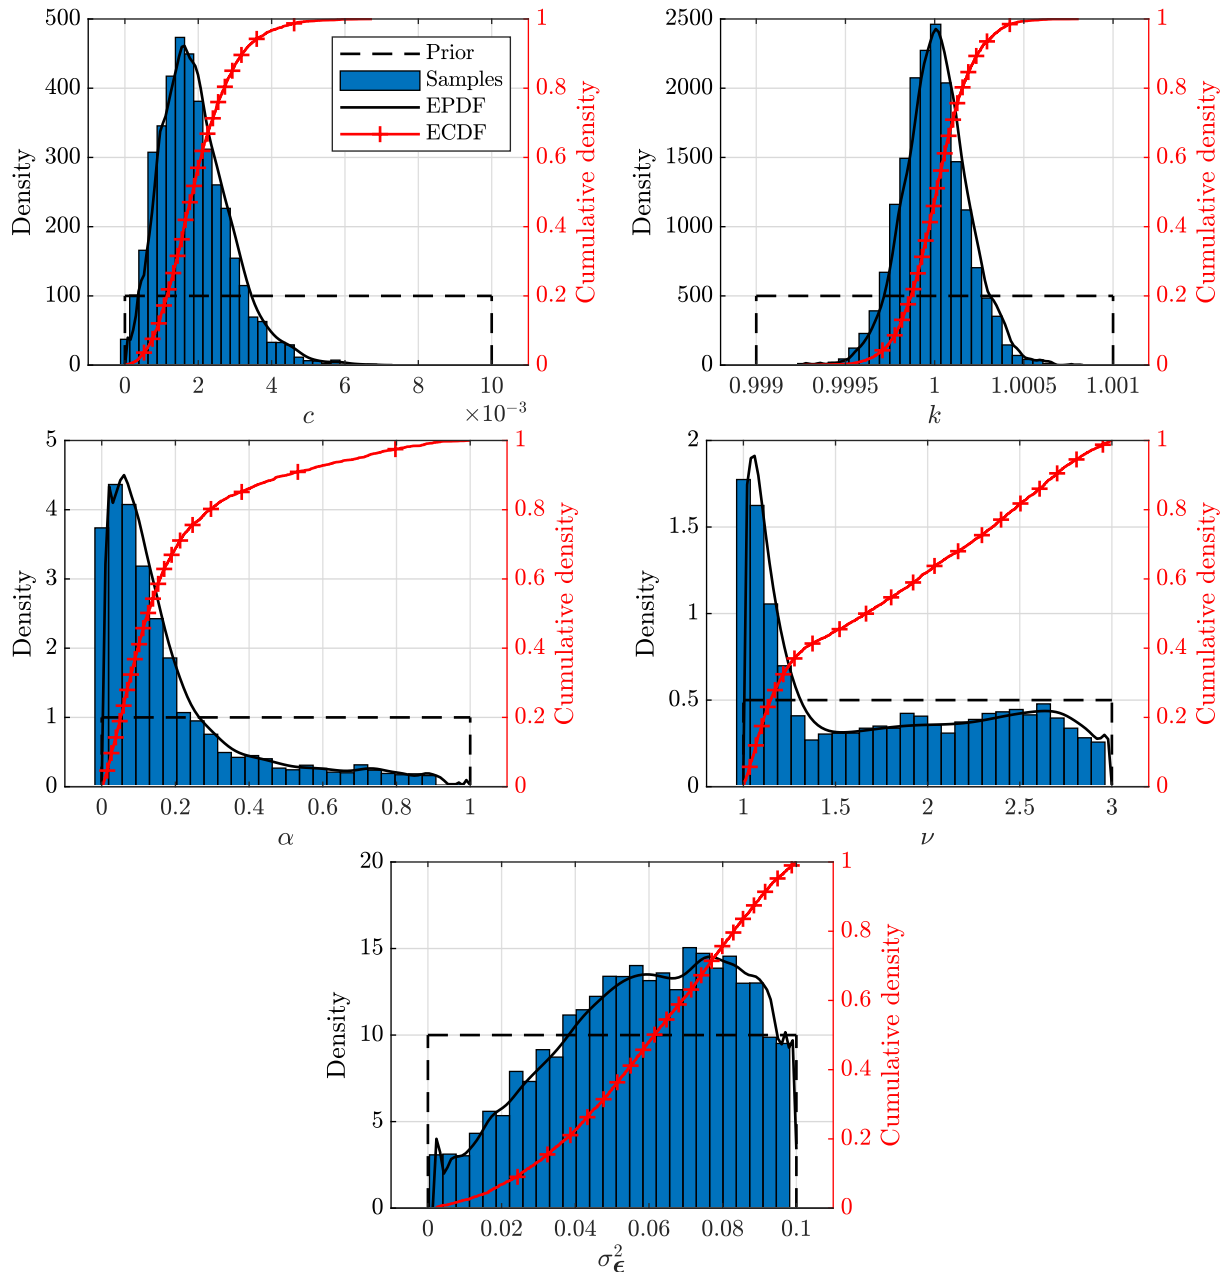 500
400
300
200
100
0
Density
0 2 4 6 8 10
×10⁻³
c
1
0.8
0.6
0.4
0.2
0
Cumulative density
Prior
Samples
EPDF
ECDF
2500
2000
1500
1000
500
0
Density
0.999 0.9995 1 1.0005 1.001
k
1
0.8
0.6
0.4
0.2
0
Cumulative density
5
4
3
2
1
0
Density
0 0.2 0.4 0.6 0.8 1
α
1
0.8
0.6
0.4
0.2
0
Cumulative density
2
1.5
1
0.5
0
Density
1 1.5 2 2.5 3
ν
1
0.8
0.6
0.4
0.2
0
Cumulative density
20
15
10
5
0
Density
0 0.02 0.04 0.06 0.08 0.1
σ²_ϵ
1
0.8
0.6
0.4
0.2
0
Cumulative density